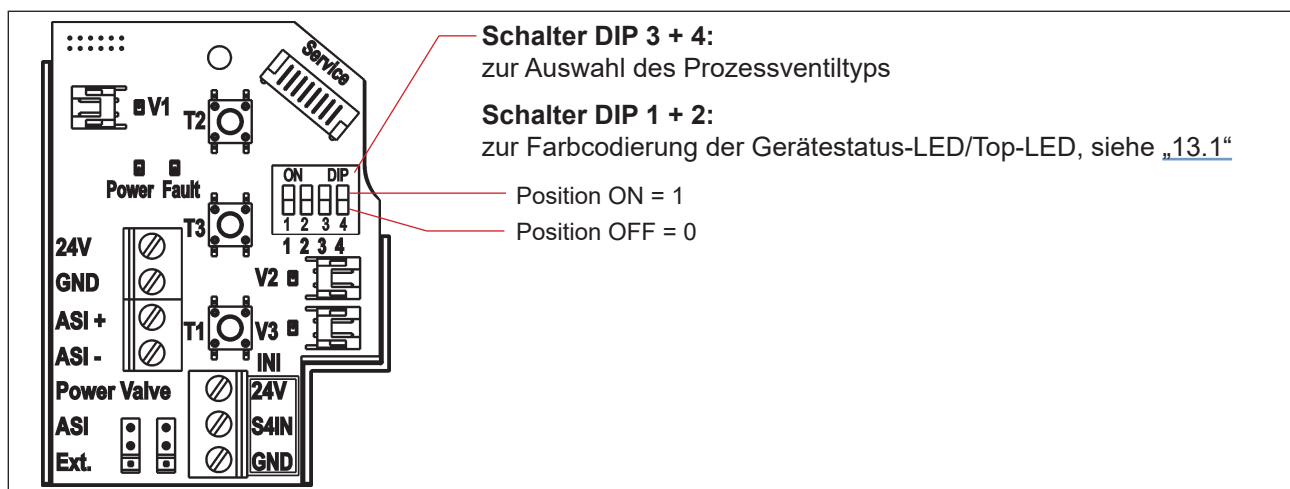 Schalter DIP 3 + 4:
zur Auswahl des Prozessventiltyps
Schalter DIP 1 + 2:
zur Farbcodierung der Gerätestatus-LED/Top-LED, siehe „13.1“
Position ON = 1
Position OFF = 0
Service
V1
T2
Power Fault
ON DIP
1 2 3 4
1 2 3 4
T3
24V
GND
V2
ASI +
T1
V3
ASI -
INI
Power Valve
24V
ASI
S4IN
Ext.
GND